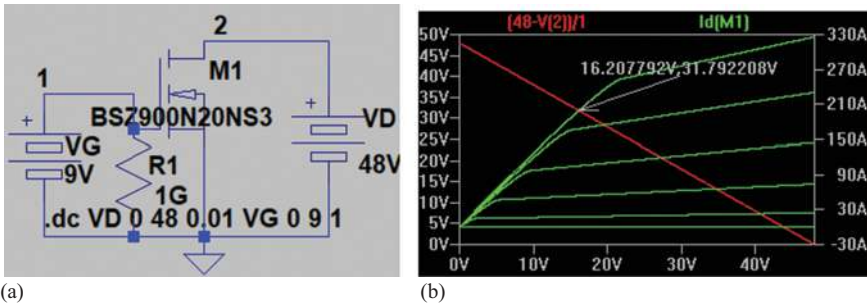 2
1
M1
BSZ900N20NS3
VG
9V
R1
1G
VD
48V
.dc VD 0 48 0.01 VG 0 9 1
(a)
(48-V(2))/1
Id(M1)
50V
45V
40V
35V
30V
25V
20V
15V
10V
5V
0V
16.207792V,31.792208V
330A
270A
210A
150A
90A
30A
-30A
0V
10V
20V
30V
40V
(b)